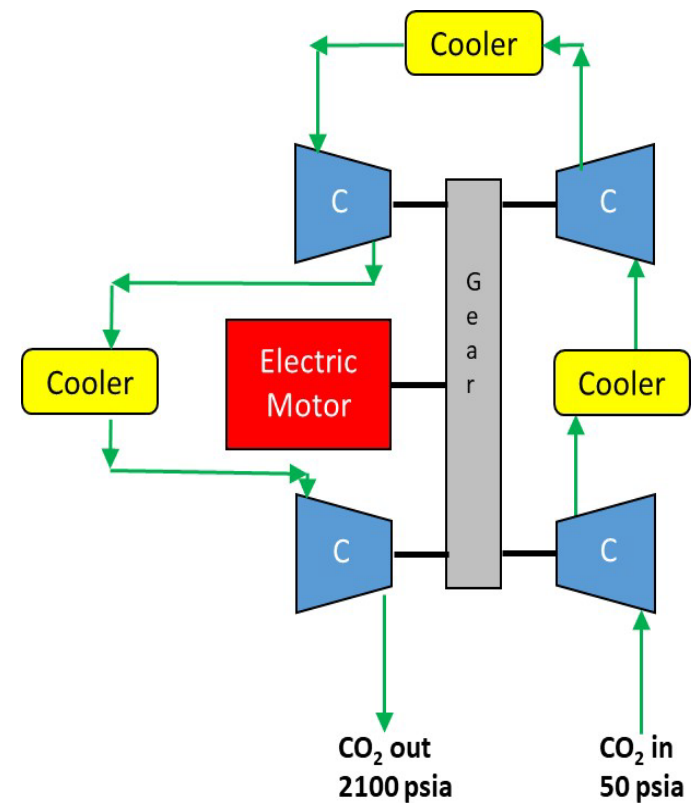 Cooler
C
C
G
e
a
r
Electric
Motor
Cooler
Cooler
C
C
CO₂ out
2100 psia
CO₂ in
50 psia